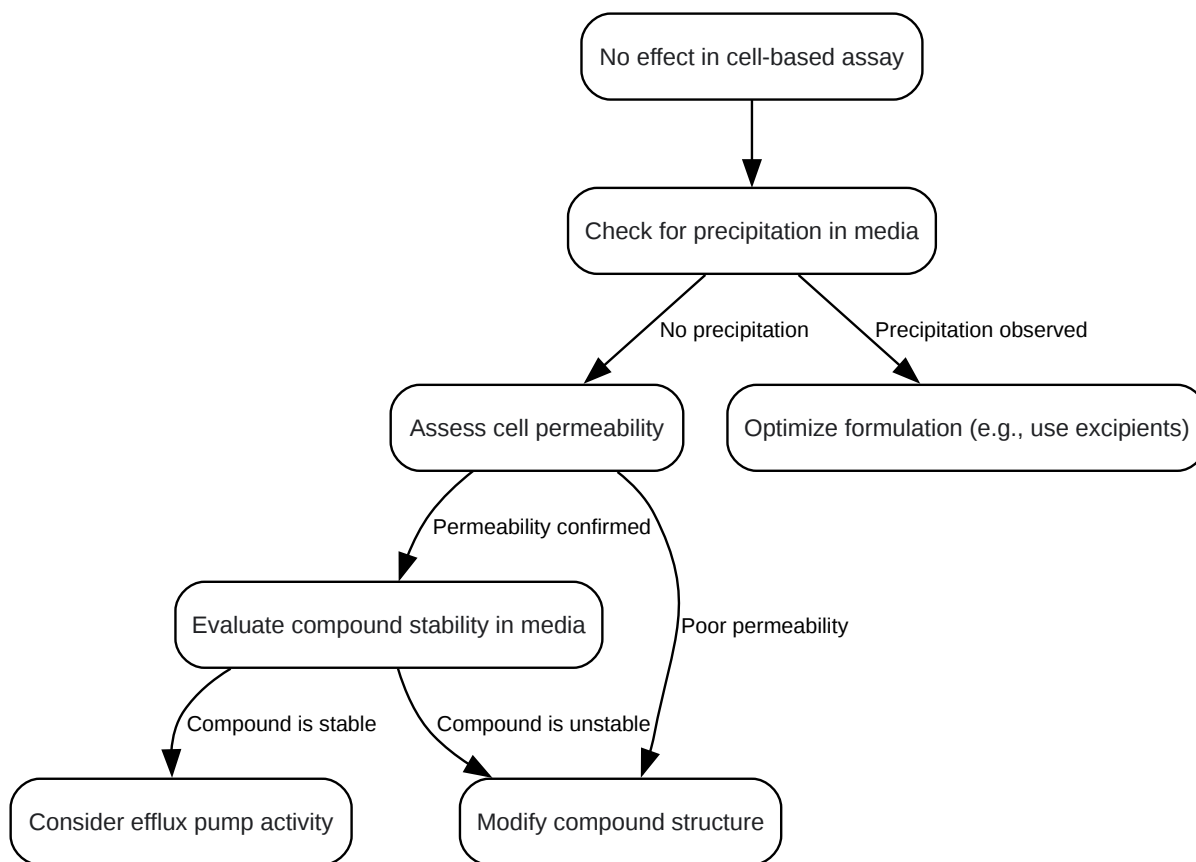 No effect in cell-based assay
Check for precipitation in media
No precipitation
Precipitation observed
Assess cell permeability
Optimize formulation (e.g., use excipients)
Permeability confirmed
Evaluate compound stability in media
Poor permeability
Compound is stable
Compound is unstable
Consider efflux pump activity
Modify compound structure